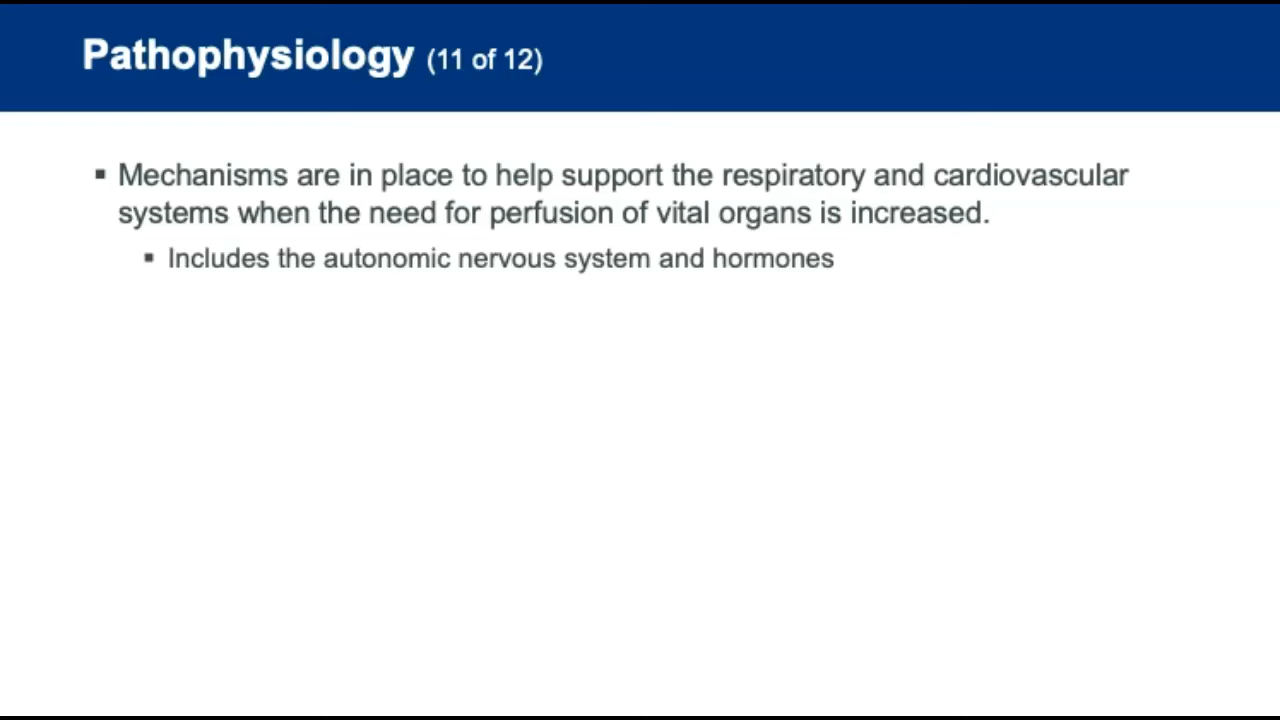 Pathophysiology (11 of 12)
▪ Mechanisms are in place to help support the respiratory and cardiovascular
systems when the need for perfusion of vital organs is increased.
▪ Includes the autonomic nervous system and hormones